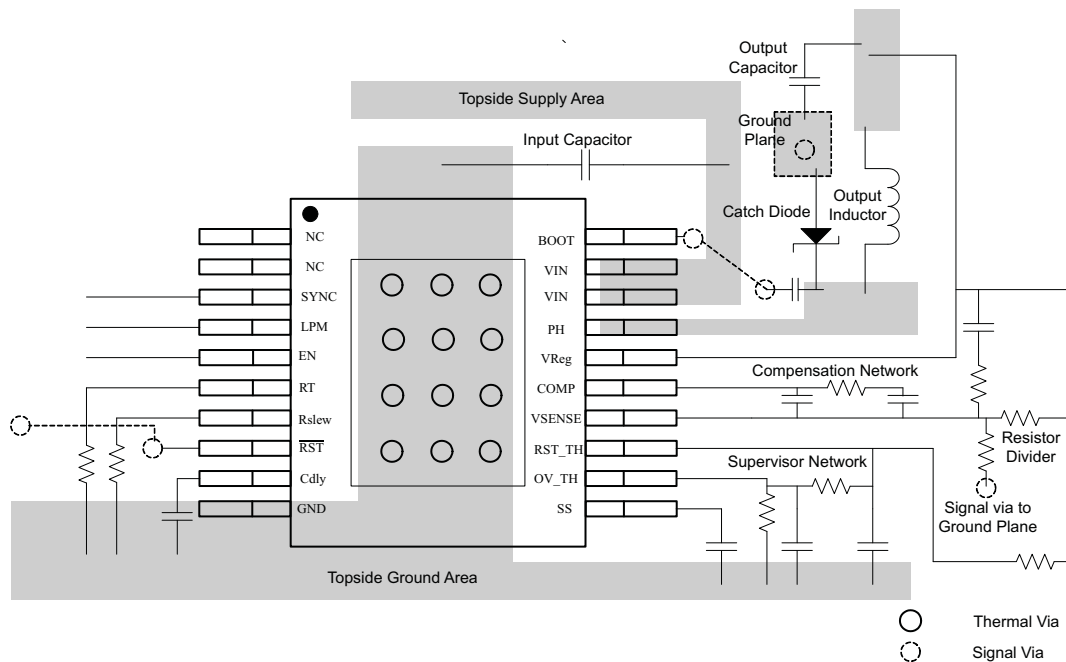 `
Output
Capacitor
Topside Supply Area
Ground
Plane
Input Capacitor
Catch Diode
Output
Inductor
NC
NC
SYNC
LPM
EN
RT
Rslew
RST
Cdly
GND
BOOT
VIN
VIN
PH
VReg
COMP
VSENSE
RST_TH
OV_TH
SS
Compensation Network
Resistor
Divider
Supervisor Network
Signal via to
Ground Plane
Topside Ground Area
Thermal Via
Signal Via